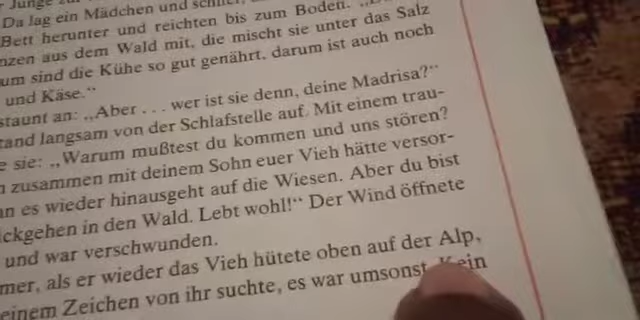 Junge
Da lag ein Mädchen und schlief,
Bett herunter und reichten bis zum Boden.
nzen aus dem Wald mit, die mischt sie unter das Salz
um sind die Kühe so gut genährt, darum ist auch noch
und Käse.“
staunt an: „Aber . . . wer ist sie denn, deine Madrisa?“
tand langsam von der Schlafstelle auf. Mit einem trau-
e sie: „Warum mußtest du kommen und uns stören?
n zusammen mit deinem Sohn euer Vieh hätte versor-
nn es wieder hinausgeht auf die Wiesen. Aber du bist
ckgehen in den Wald. Lebt wohl!“ Der Wind öffnete
und war verschwunden.
mer, als er wieder das Vieh hütete oben auf der Alp,
einem Zeichen von ihr suchte, es war umsonst. Kein